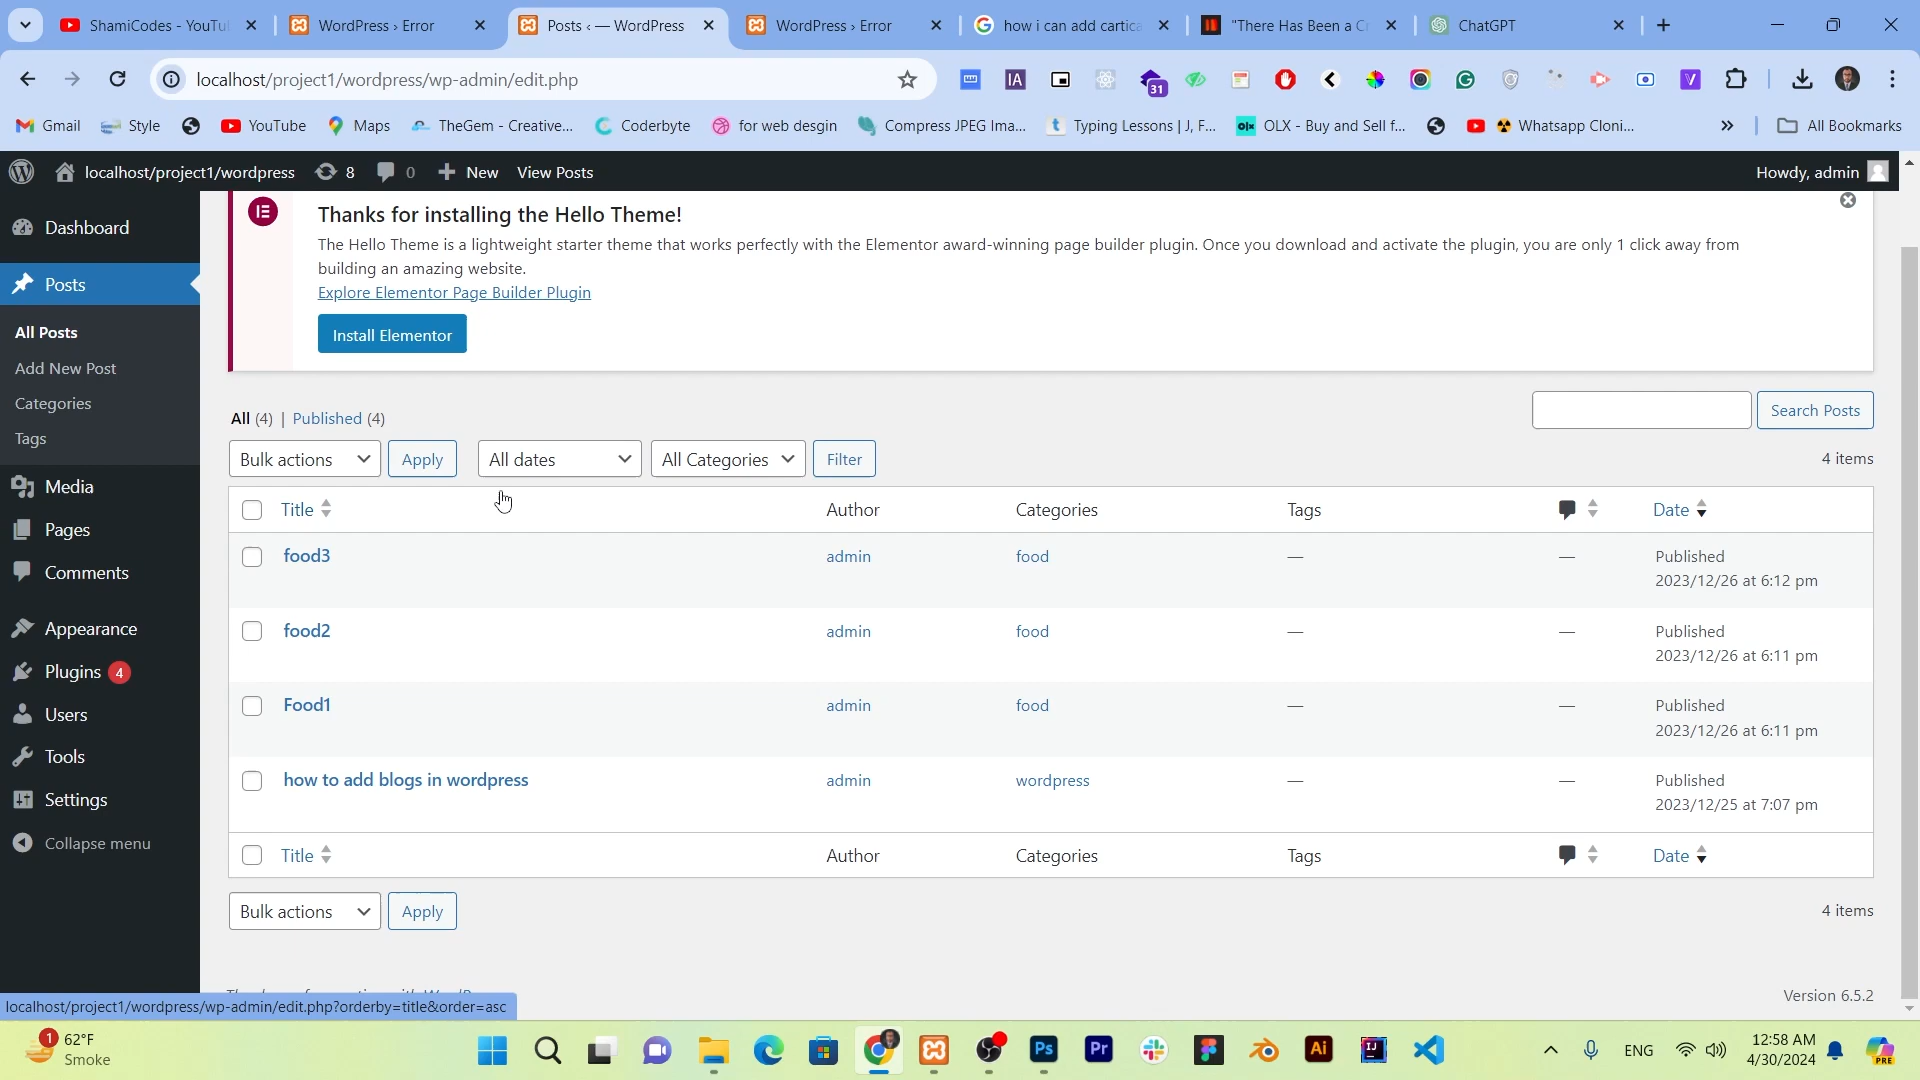 ShamiCodes - YouTu
WordPress › Error
Posts ‹ — WordPress
WordPress › Error
how i can add cartica
"There Has Been a C
ChatGPT
localhost/project1/wordpress/wp-admin/edit.php
31
Gmail
Style
YouTube
Maps
TheGem - Creative...
Coderbyte
for web desgin
Compress JPEG Ima...
Typing Lessons | J, F...
OLX - Buy and Sell f...
Whatsapp Cloni...
»
All Bookmarks
localhost/project1/wordpress
8
0
New
View Posts
Howdy, admin
Dashboard
Posts
All Posts
Add New Post
Categories
Tags
Media
Pages
Comments
Appearance
Plugins 4
Users
Tools
Settings
Collapse menu
Thanks for installing the Hello Theme!
The Hello Theme is a lightweight starter theme that works perfectly with the Elementor award-winning page builder plugin. Once you download and activate the plugin, you are only 1 click away from
building an amazing website.
Explore Elementor Page Builder Plugin
Install Elementor
All (4) | Published (4)
Search Posts
Bulk actions
Apply
All dates
All Categories
Filter
4 items
Title
Author
Categories
Tags
Date
food3
admin
food
—
—
Published
2023/12/26 at 6:12 pm
food2
admin
food
—
—
Published
2023/12/26 at 6:11 pm
Food1
admin
food
—
—
Published
2023/12/26 at 6:11 pm
how to add blogs in wordpress
admin
wordpress
—
—
Published
2023/12/25 at 7:07 pm
Title
Author
Categories
Tags
Date
Bulk actions
Apply
4 items
Version 6.5.2
localhost/project1/wordpress/wp-admin/edit.php?orderby=title&order=asc
1
62°F
Smoke
Ps
Pr
Ai
IJ
ENG
12:58 AM
4/30/2024
PRE